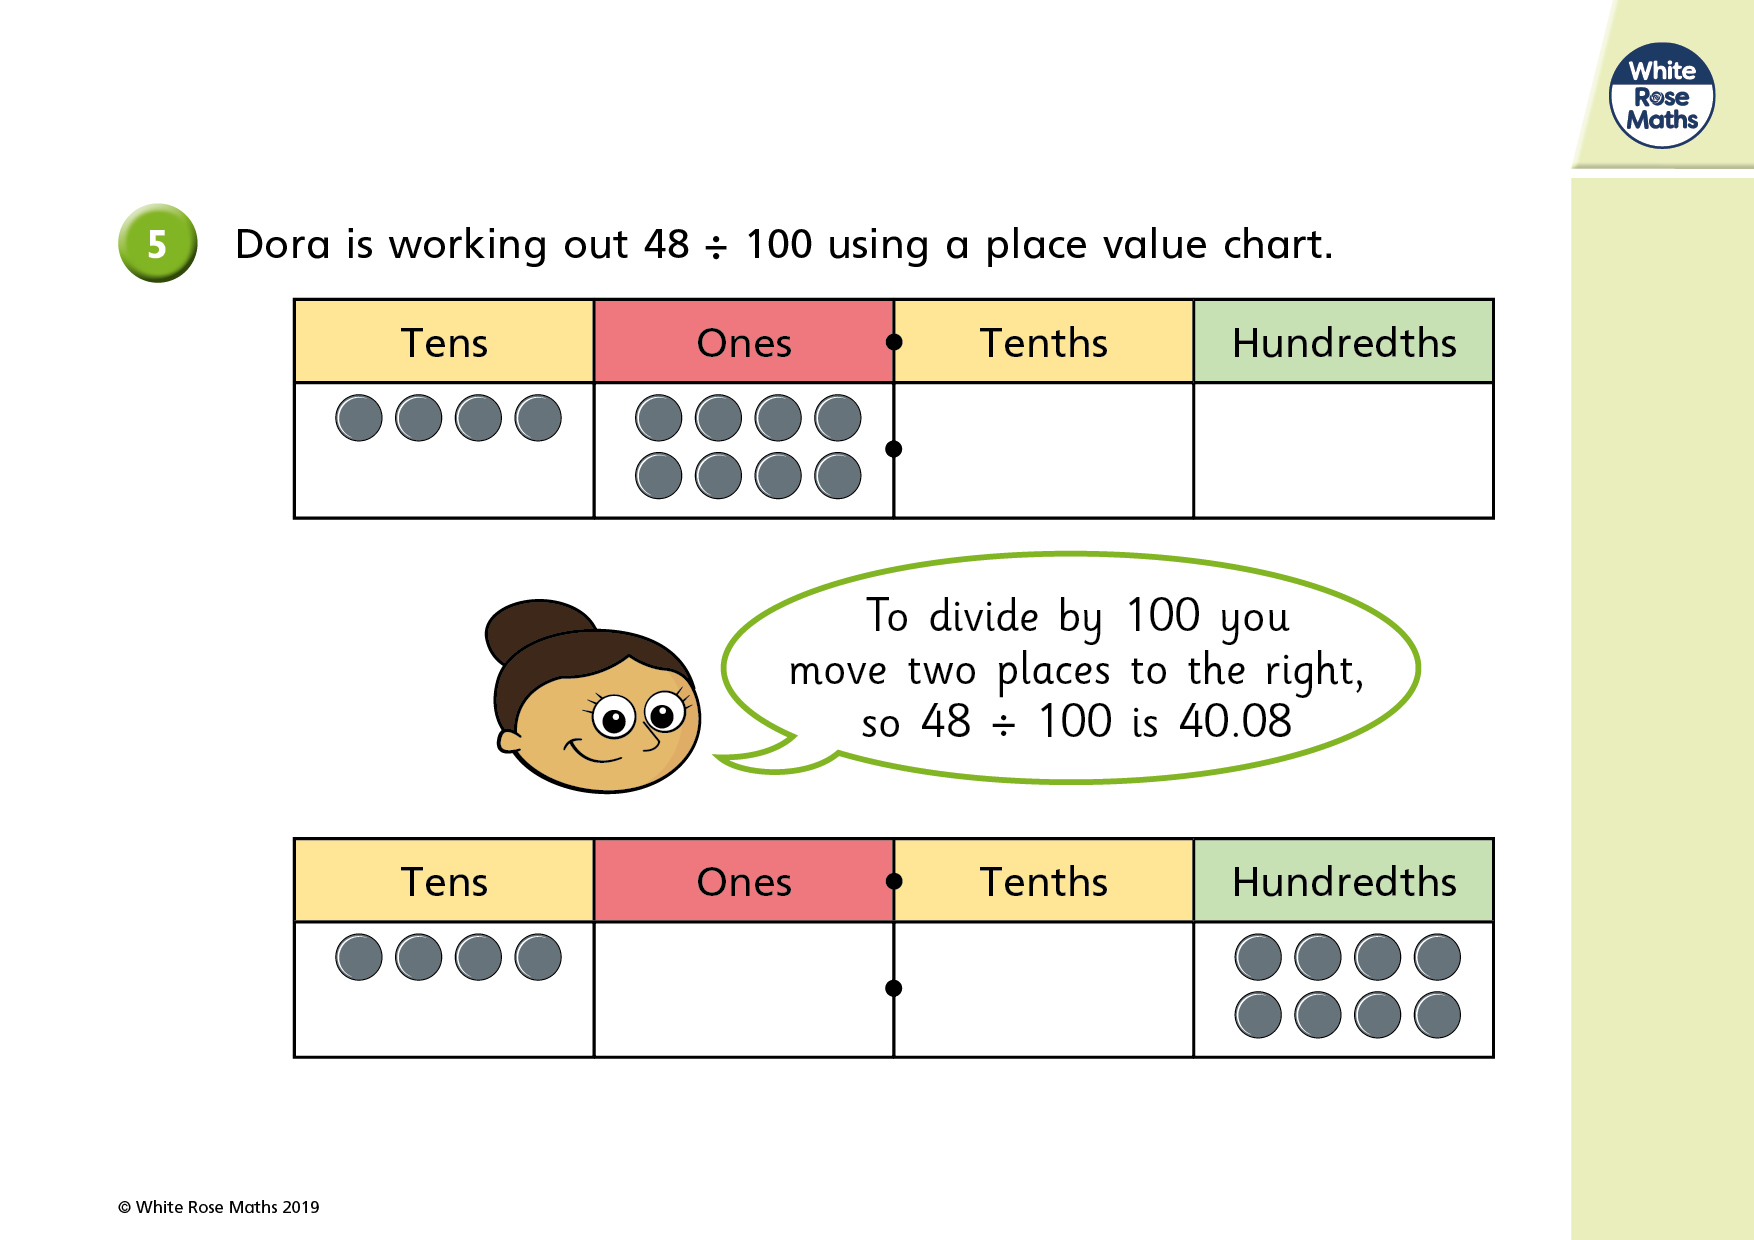 White
Rose
Maths
5 Dora is working out 48 ÷ 100 using a place value chart.
Tens Ones Tenths Hundredths
To divide by 100 you
move two places to the right,
so 48 ÷ 100 is 40.08
Tens Ones Tenths Hundredths
© White Rose Maths 2019